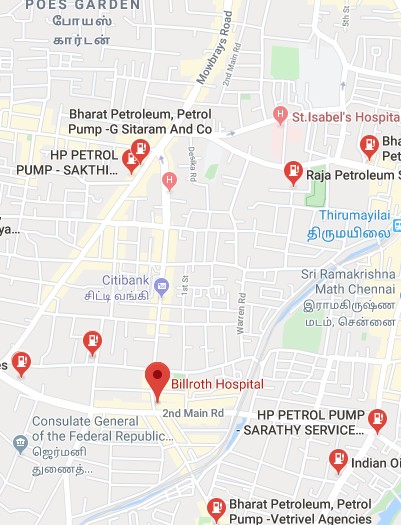 POES GARDEN
போயஸ்
கார்டன்
Mowbrays Road
2nd Main Rd
5th St
Bharat Petroleum, Petrol
Pump -G Sitaram And Co
HP PETROL
PUMP - SAKTHI...
H
Desika Rd
H
St.Isabel's Hospital
Bha
Pet
Raja Petroleum S
Thirumayilai
திருமயிலை
ya...
Citibank
சிட்டி வங்கி
1st St
Warren Rd
Sri Ramakrishna
Math Chennai
இராமகிருஷ்ண
மடம், சென்னை
es
Billroth Hospital
2nd Main Rd
Consulate General
of the Federal Republic...
ஜெர்மனி
துணைத்...
HP PETROL PUMP
- SARATHY SERVICE...
Indian Oi
Bharat Petroleum, Petrol
Pump -Vetrivel Agencies